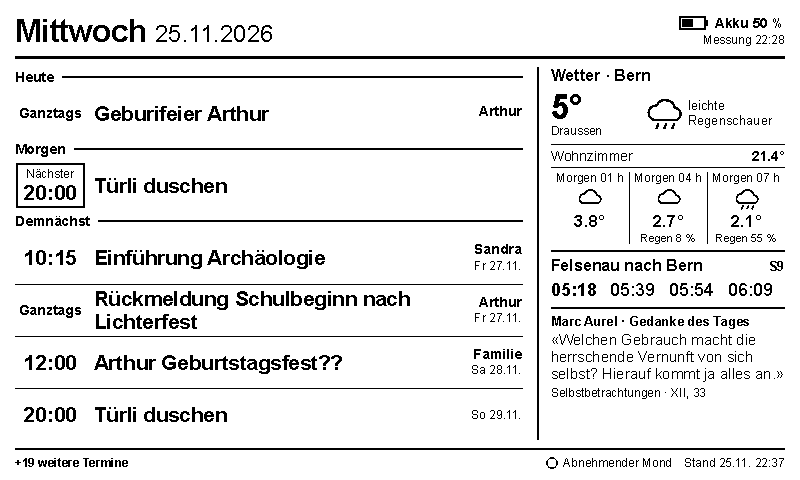 Mittwoch 25.11.2026
Akku 50 %
Messung 22:28
Heute
Ganztags Geburifeier Arthur Arthur
Morgen
Nächster
20:00 Türli duschen
Demnächst
10:15 Einführung Archäologie Sandra
Fr 27.11.
Ganztags Rückmeldung Schulbeginn nach
Lichterfest
Arthur
Fr 27.11.
12:00 Arthur Geburtstagsfest?? Familie
Sa 28.11.
20:00 Türli duschen So 29.11.
Wetter · Bern
5°
Draussen
leichte
Regenschauer
Wohnzimmer 21.4°
Morgen 01 h Morgen 04 h Morgen 07 h
3.8° 2.7° 2.1°
Regen 8 % Regen 55 %
Felsenau nach Bern S9
05:18 05:39 05:54 06:09
Marc Aurel · Gedanke des Tages
«Welchen Gebrauch macht die
herrschende Vernunft von sich
selbst? Hierauf kommt ja alles an.»
Selbstbetrachtungen · XII, 33
+19 weitere Termine
Abnehmender Mond Stand 25.11. 22:37